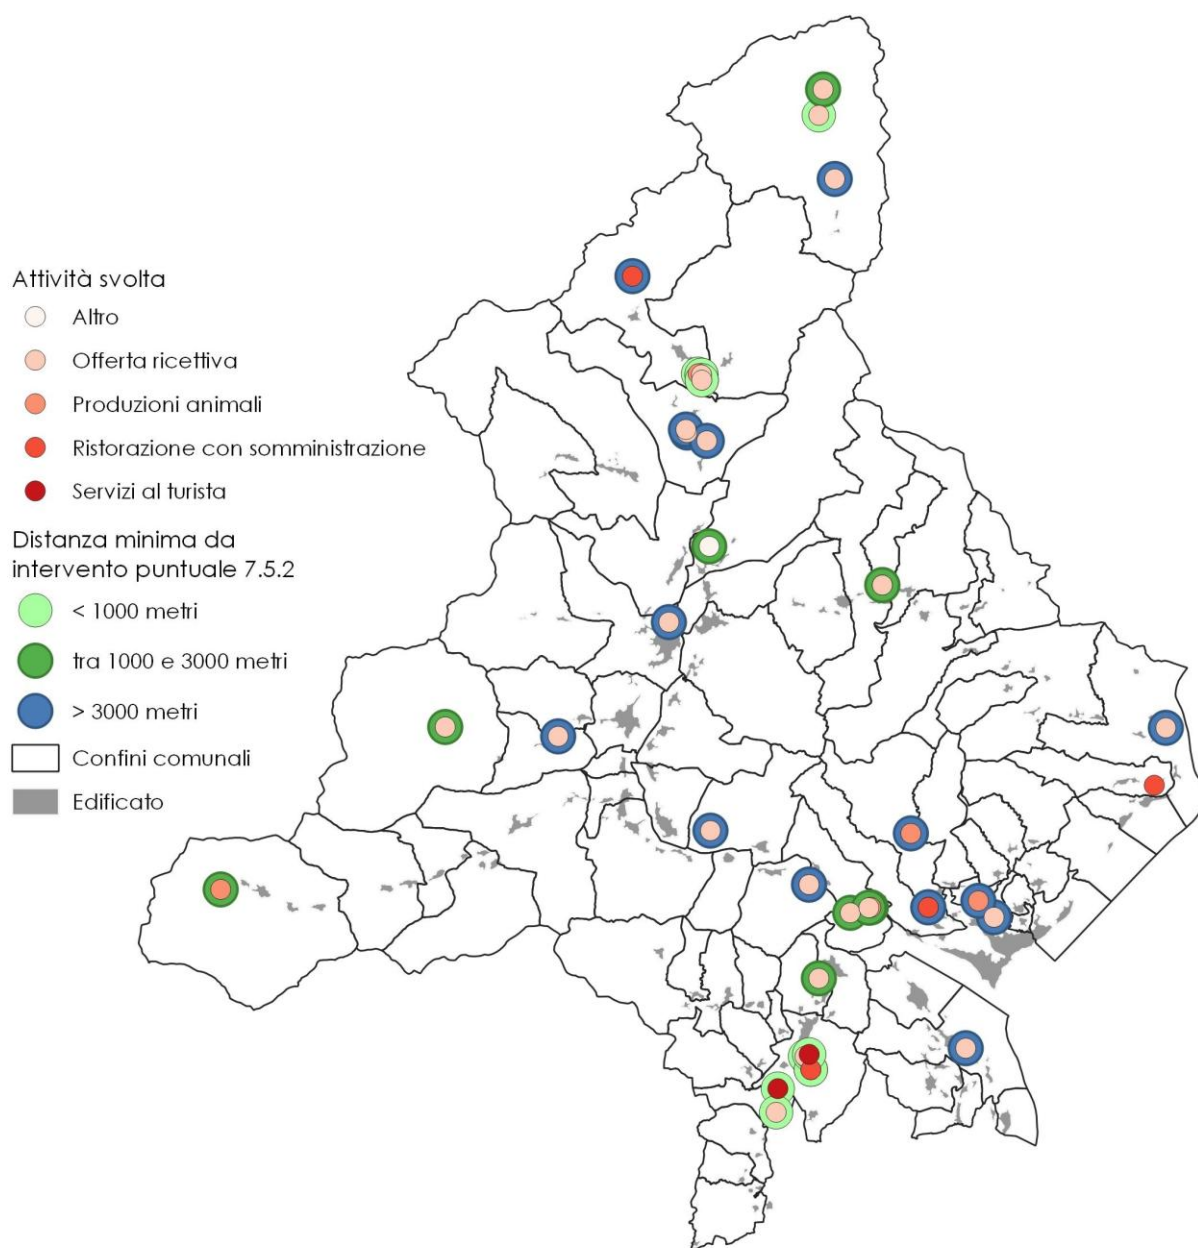 Attività svolta
Altro
Offerta ricettiva
Produzioni animali
Ristorazione con somministrazione
Servizi al turista
Distanza minima da
intervento puntuale 7.5.2
< 1000 metri
tra 1000 e 3000 metri
> 3000 metri
Confini comunali
Edificato